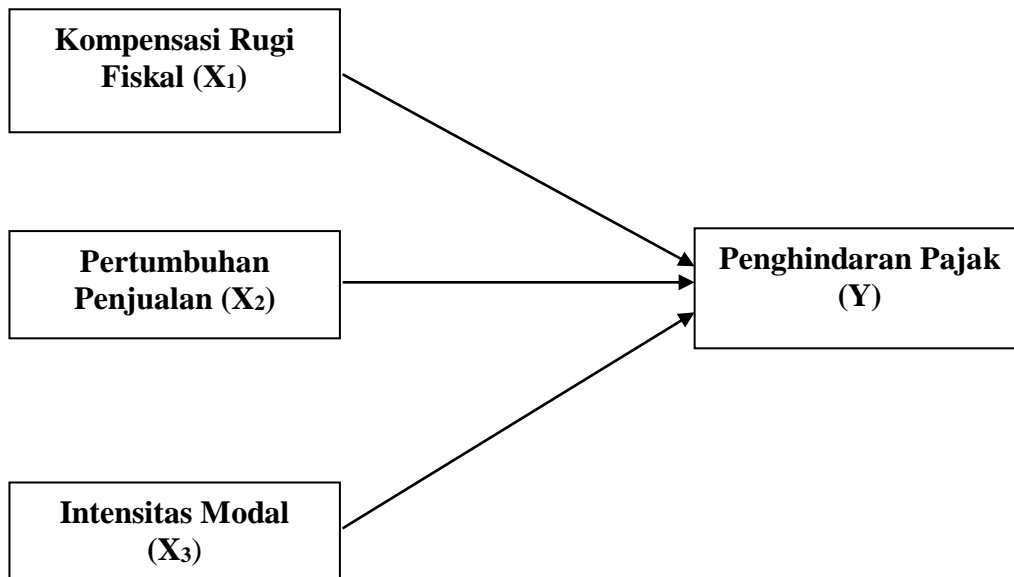 Kompensasi Rugi
Fiskal (X₁)
Pertumbuhan
Penjualan (X₂)
Penghindaran Pajak
(Y)
Intensitas Modal
(X₃)